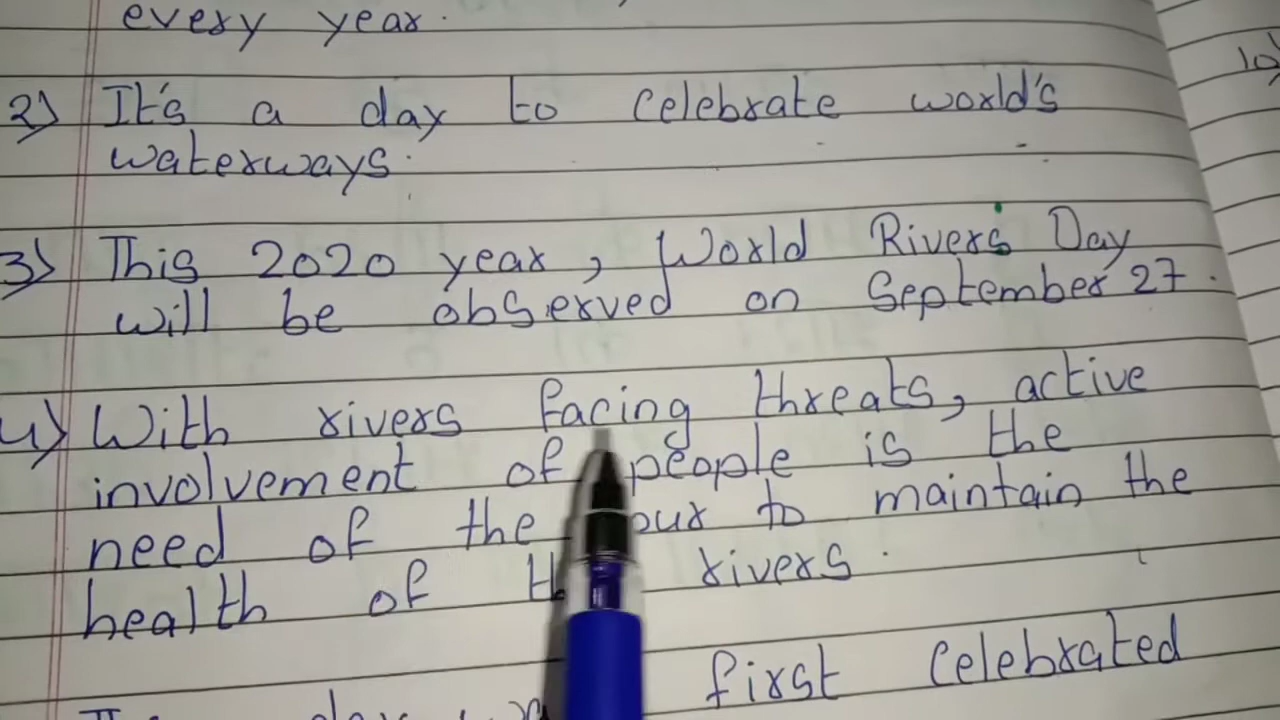 every year.
2) It's a day to celebrate world's
waterways.
3) This 2020 year, World Rivers Day
will be observed on September 27.
4) With rivers facing threats, active
involvement of people is the
need of the our to maintain the
health of rivers.
day first celebrated
10)